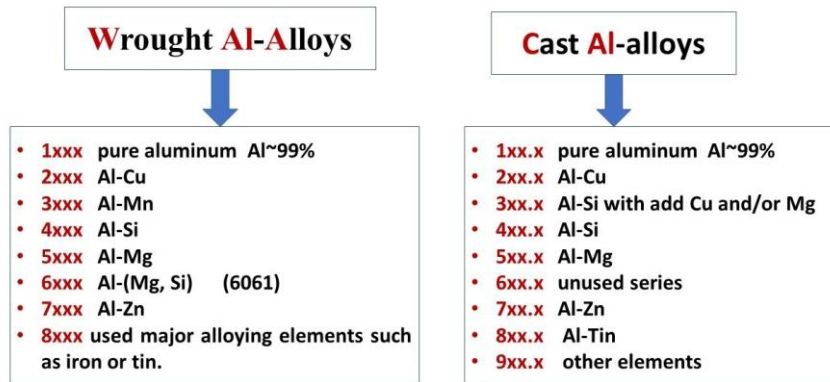 Wrought Al-Alloys
• 1xxx pure aluminum Al~99%
• 2xxx Al-Cu
• 3xxx Al-Mn
• 4xxx Al-Si
• 5xxx Al-Mg
• 6xxx Al-(Mg, Si) (6061)
• 7xxx Al-Zn
• 8xxx used major alloying elements such
as iron or tin.
Cast Al-alloys
• 1xx.x pure aluminum Al~99%
• 2xx.x Al-Cu
• 3xx.x Al-Si with add Cu and/or Mg
• 4xx.x Al-Si
• 5xx.x Al-Mg
• 6xx.x unused series
• 7xx.x Al-Zn
• 8xx.x Al-Tin
• 9xx.x other elements